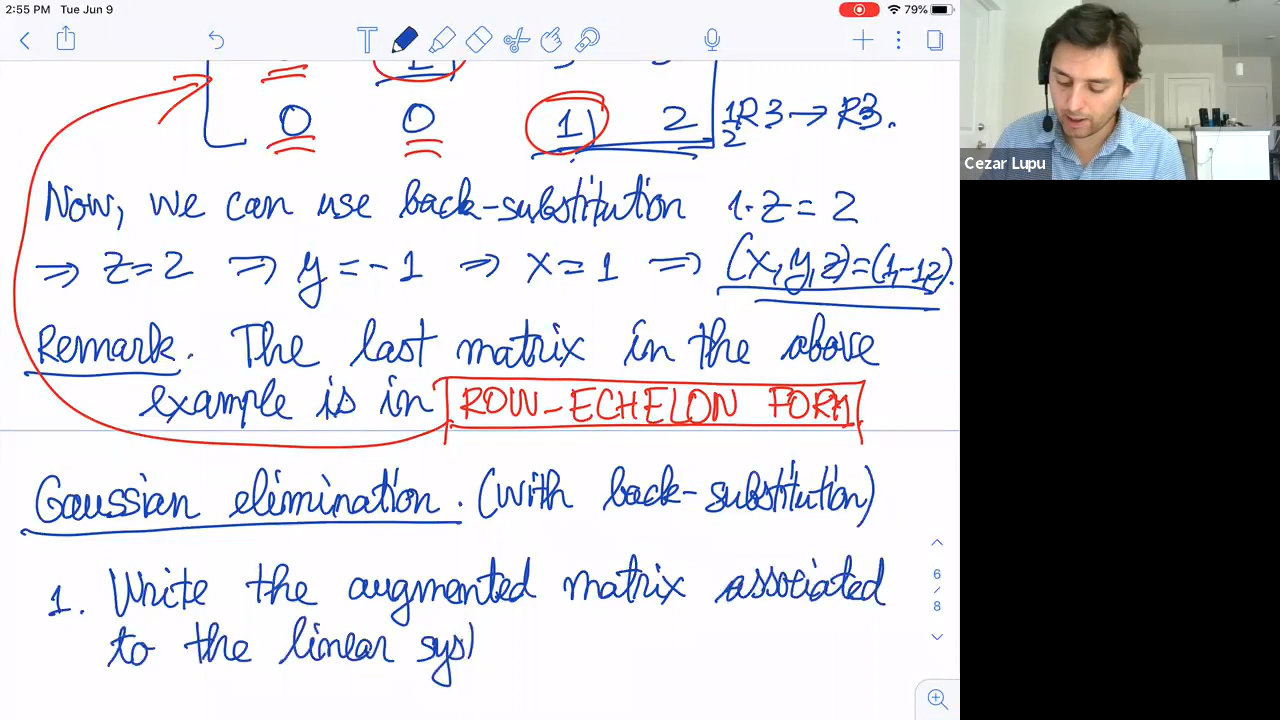 2:55 PM Tue Jun 9
79%
0 0 1 2 1/2 R3 → R3.
Now, we can use back-substitution 1·z = 2
⇒ z = 2 ⇒ y = -1 ⇒ x = 1 ⇒ (x, y, z) = (1, -1, 2).
Remark. The last matrix in the above
example is in ROW-ECHELON FORM
Gaussian elimination. (with back-substitution)
1. Write the augmented matrix associated
to the linear sys
6
/
8
Cezar Lupu